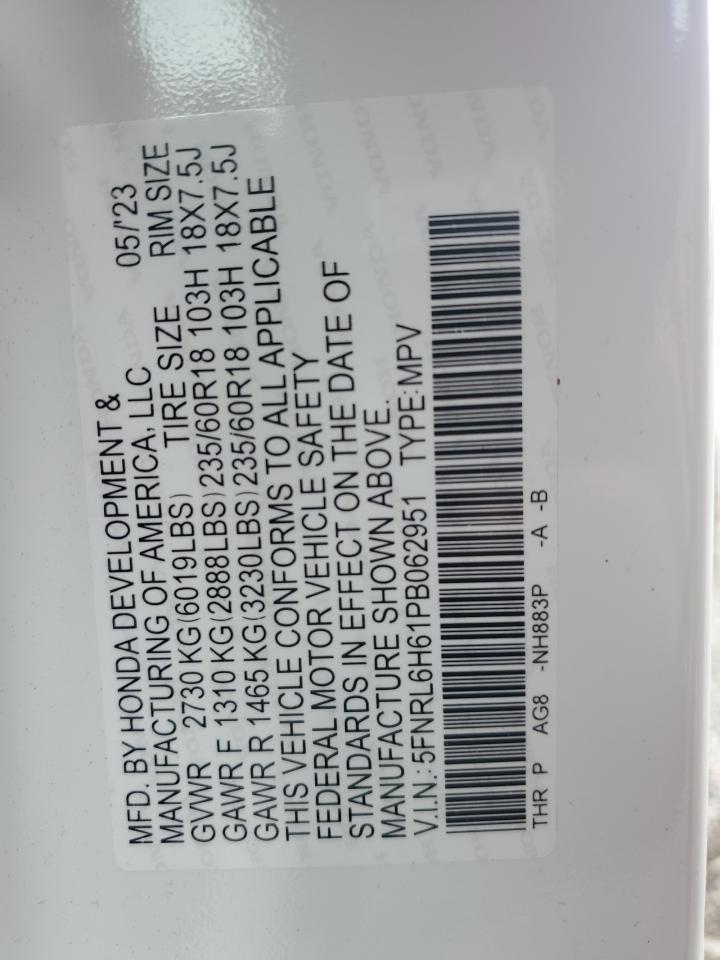 MFD. BY HONDA DEVELOPMENT &
MANUFACTURING OF AMERICA, LLC 05/'23
GVWR 2730 KG(6019LBS) TIRE SIZE RIM SIZE
GAWR F 1310 KG(2888LBS)235/60R18 103H 18X7.5J
GAWR R 1465 KG(3230LBS)235/60R18 103H 18X7.5J
THIS VEHICLE CONFORMS TO ALL APPLICABLE
FEDERAL MOTOR VEHICLE SAFETY
STANDARDS IN EFFECT ON THE DATE OF
MANUFACTURE SHOWN ABOVE.
V.I.N.:5FNRL6H61PB062951 TYPE:MPV
THR P AG8 -NH883P -A -B